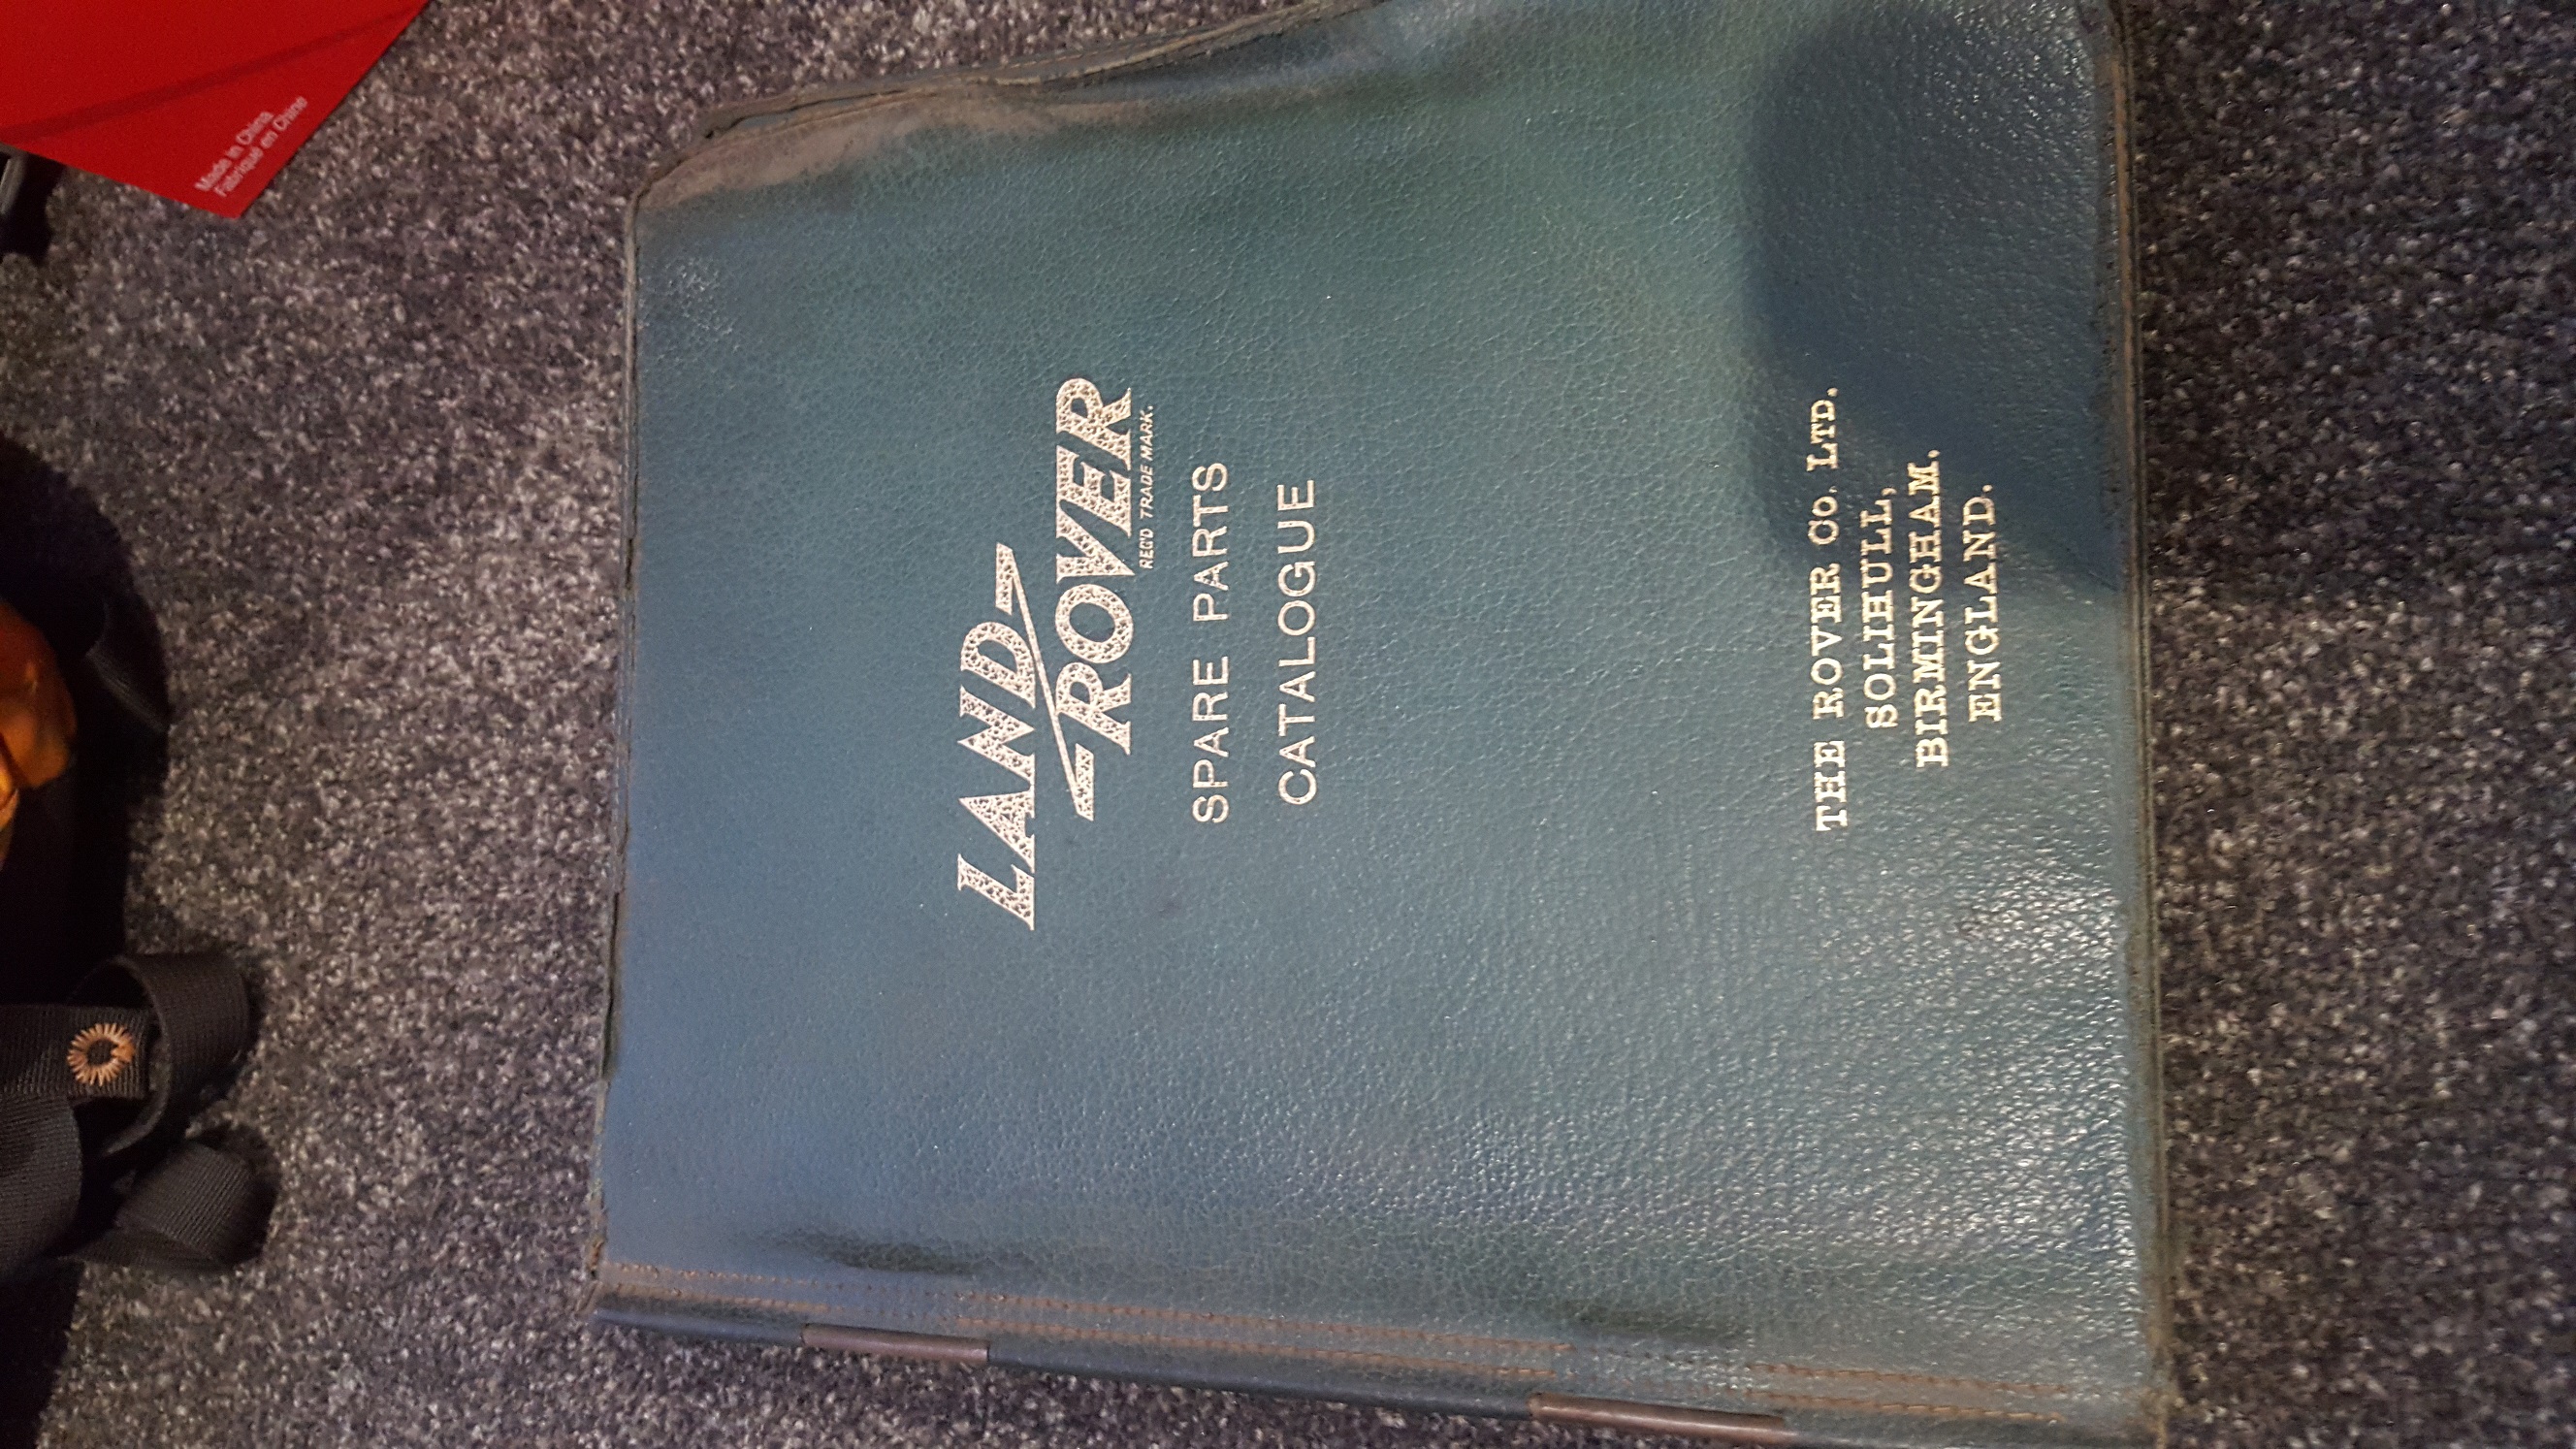 LAND
ROVER
REG'D TRADE MARK.
SPARE PARTS
CATALOGUE
THE ROVER Co. LTD.
SOLIHULL,
BIRMINGHAM.
ENGLAND.
Made in China
Fabriqué en Chine